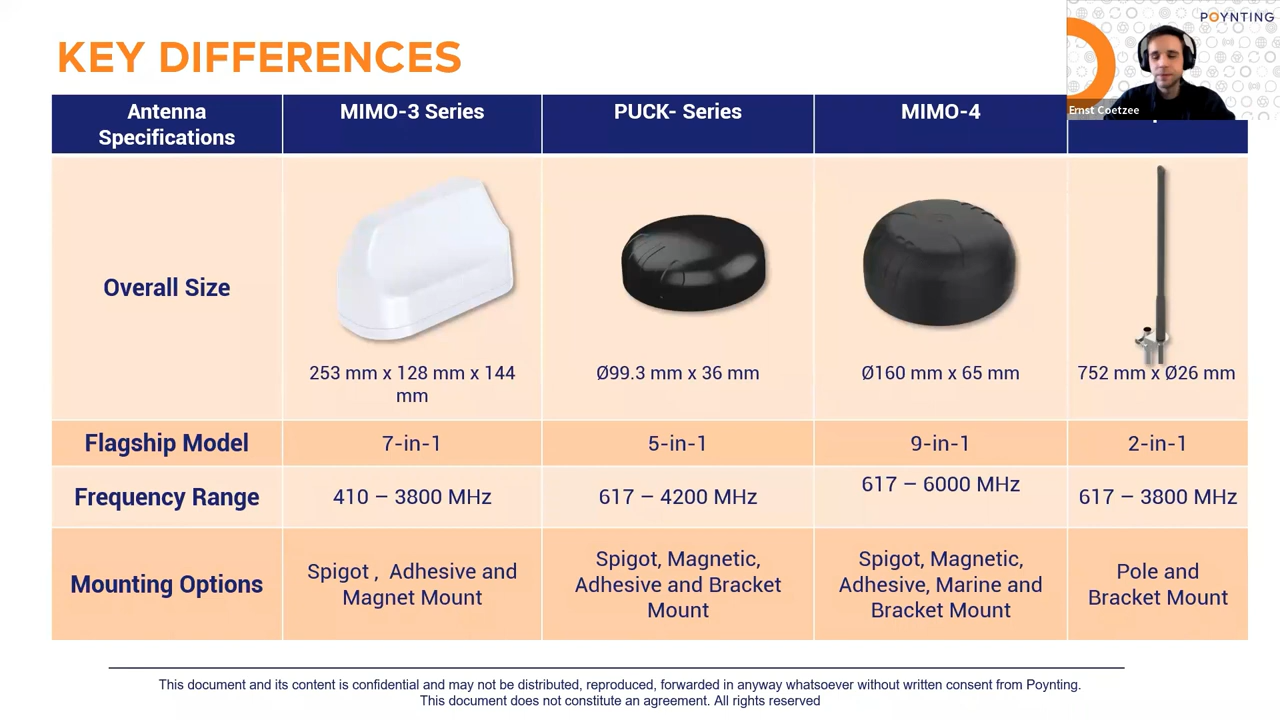 POYNTING
KEY DIFFERENCES
Ernst Coetzee
Antenna
Specifications
MIMO-3 Series
PUCK- Series
MIMO-4
Overall Size
253 mm x 128 mm x 144
mm
Ø99.3 mm x 36 mm
Ø160 mm x 65 mm
752 mm x Ø26 mm
Flagship Model
7-in-1
5-in-1
9-in-1
2-in-1
Frequency Range
410 – 3800 MHz
617 – 4200 MHz
617 – 6000 MHz
617 – 3800 MHz
Mounting Options
Spigot ,  Adhesive and
Magnet Mount
Spigot, Magnetic,
Adhesive and Bracket
Mount
Spigot, Magnetic,
Adhesive, Marine and
Bracket Mount
Pole and
Bracket Mount
This document and its content is confidential and may not be distributed, reproduced, forwarded in anyway whatsoever without written consent from Poynting.
This document does not constitute an agreement. All rights reserved